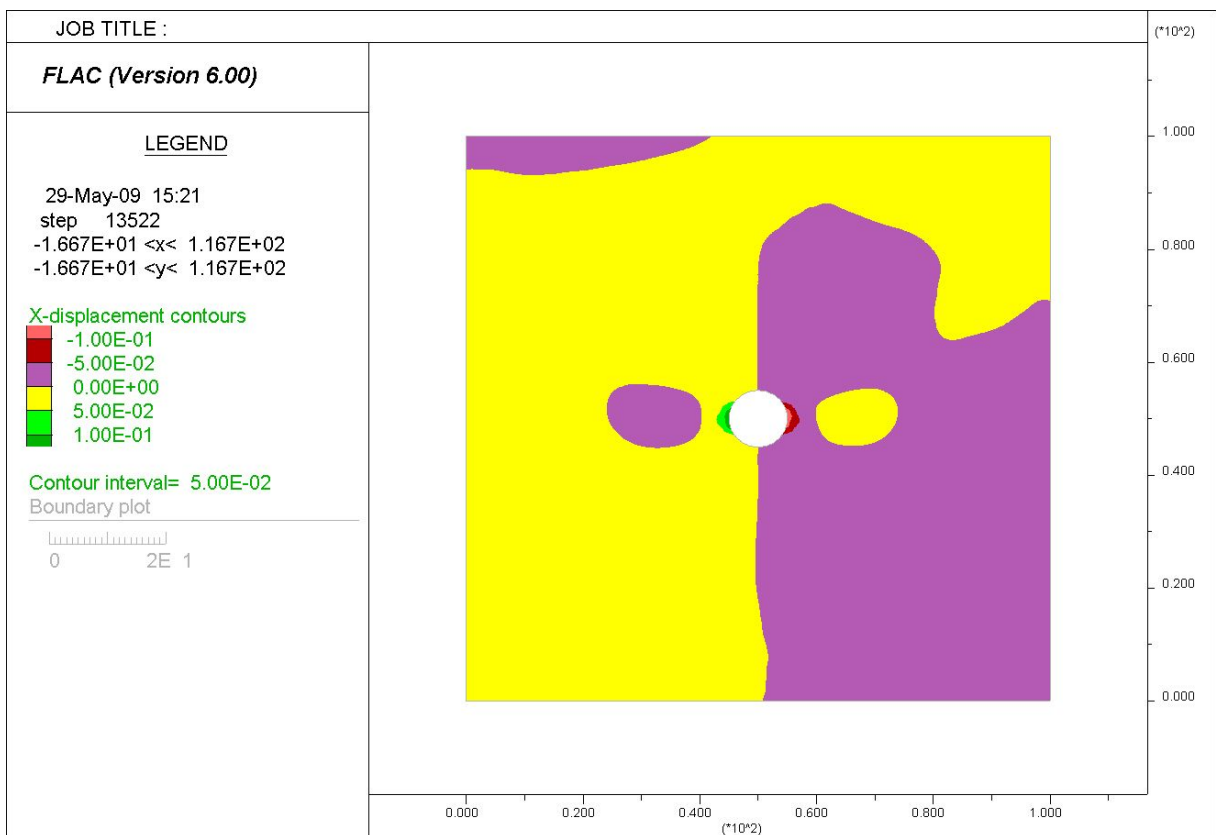 JOB TITLE :
FLAC (Version 6.00)
LEGEND
29-May-09 15:21
step 13522
-1.667E+01 <x< 1.167E+02
-1.667E+01 <y< 1.167E+02
X-displacement contours
-1.00E-01
-5.00E-02
0.00E+00
5.00E-02
1.00E-01
Contour interval= 5.00E-02
Boundary plot
0 2E 1
(*10^2)
1.000
0.800
0.600
0.400
0.200
0.000
0.000 0.200 0.400 0.600 0.800 1.000
(*10^2)